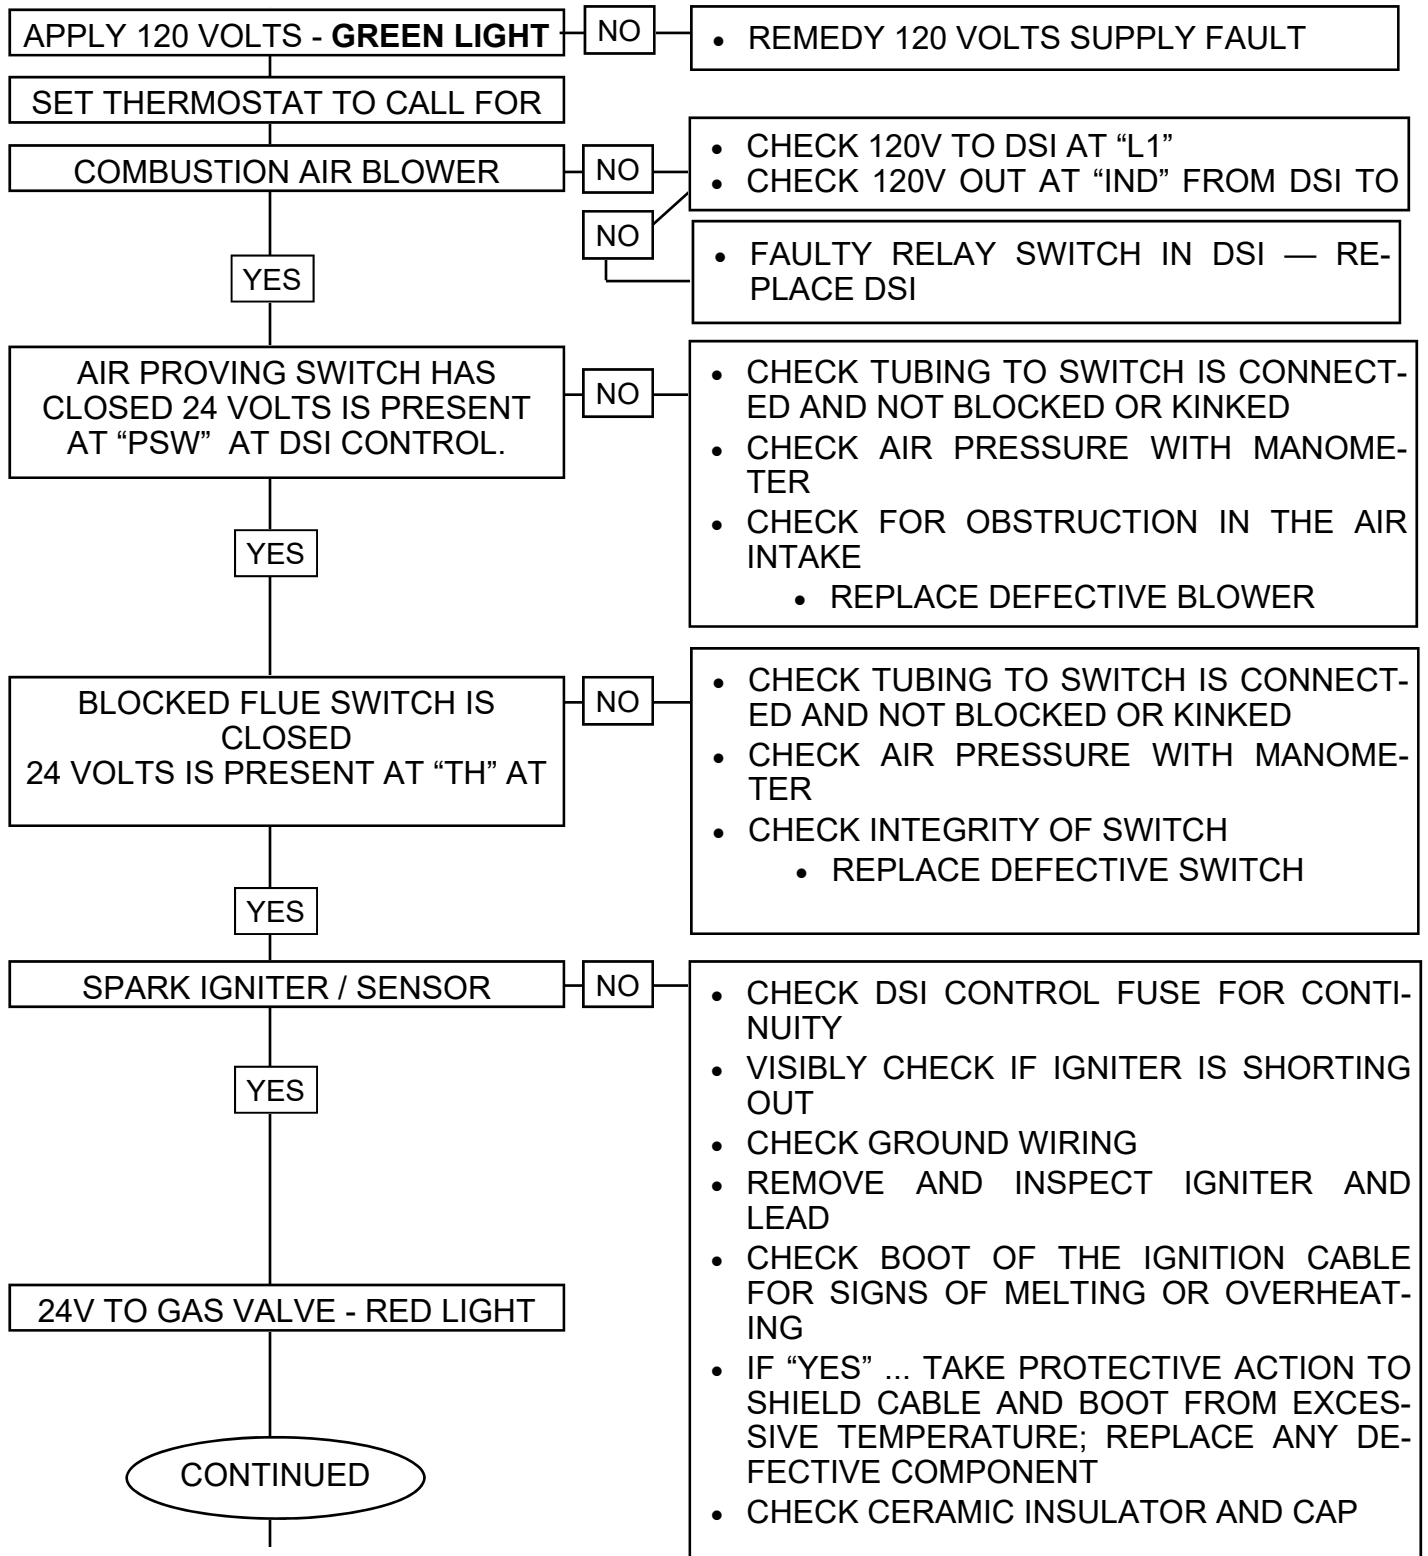 APPLY 120 VOLTS - GREEN LIGHT
NO
• REMEDY 120 VOLTS SUPPLY FAULT
SET THERMOSTAT TO CALL FOR
COMBUSTION AIR BLOWER
NO
• CHECK 120V TO DSI AT “L1”
• CHECK 120V OUT AT “IND” FROM DSI TO
NO
• FAULTY RELAY SWITCH IN DSI — RE-
PLACE DSI
YES
AIR PROVING SWITCH HAS
CLOSED 24 VOLTS IS PRESENT
AT “PSW” AT DSI CONTROL.
NO
• CHECK TUBING TO SWITCH IS CONNECT-
ED AND NOT BLOCKED OR KINKED
• CHECK AIR PRESSURE WITH MANOME-
TER
• CHECK FOR OBSTRUCTION IN THE AIR
INTAKE
• REPLACE DEFECTIVE BLOWER
YES
BLOCKED FLUE SWITCH IS
CLOSED
24 VOLTS IS PRESENT AT “TH” AT
NO
• CHECK TUBING TO SWITCH IS CONNECT-
ED AND NOT BLOCKED OR KINKED
• CHECK AIR PRESSURE WITH MANOME-
TER
• CHECK INTEGRITY OF SWITCH
• REPLACE DEFECTIVE SWITCH
YES
SPARK IGNITER / SENSOR
NO
• CHECK DSI CONTROL FUSE FOR CONTI-
NUITY
• VISIBLY CHECK IF IGNITER IS SHORTING
OUT
• CHECK GROUND WIRING
• REMOVE AND INSPECT IGNITER AND
LEAD
• CHECK BOOT OF THE IGNITION CABLE
FOR SIGNS OF MELTING OR OVERHEAT-
ING
• IF “YES” ... TAKE PROTECTIVE ACTION TO
SHIELD CABLE AND BOOT FROM EXCES-
SIVE TEMPERATURE; REPLACE ANY DE-
FECTIVE COMPONENT
• CHECK CERAMIC INSULATOR AND CAP
YES
24V TO GAS VALVE - RED LIGHT
CONTINUED